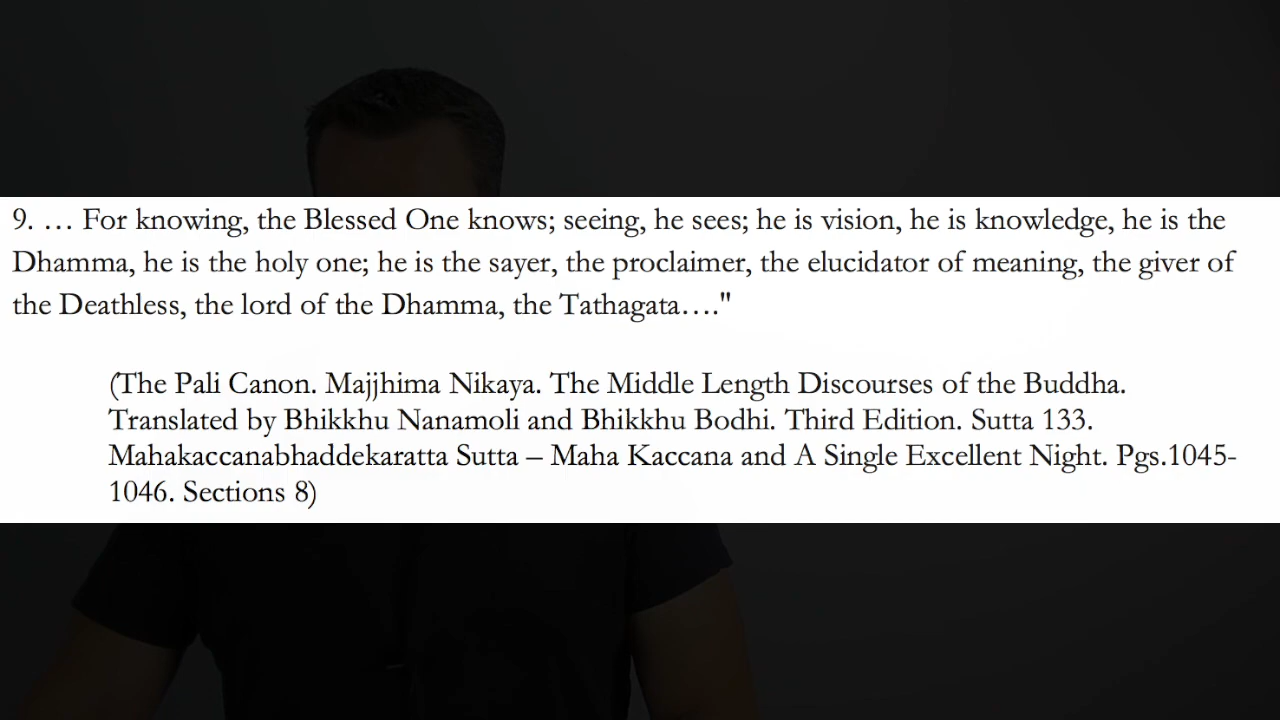 9. … For knowing, the Blessed One knows; seeing, he sees; he is vision, he is knowledge, he is the
Dhamma, he is the holy one; he is the sayer, the proclaimer, the elucidator of meaning, the giver of
the Deathless, the lord of the Dhamma, the Tathagata…."
(The Pali Canon. Majjhima Nikaya. The Middle Length Discourses of the Buddha.
Translated by Bhikkhu Nanamoli and Bhikkhu Bodhi. Third Edition. Sutta 133.
Mahakaccanabhaddekaratta Sutta – Maha Kaccana and A Single Excellent Night. Pgs.1045-
1046. Sections 8)